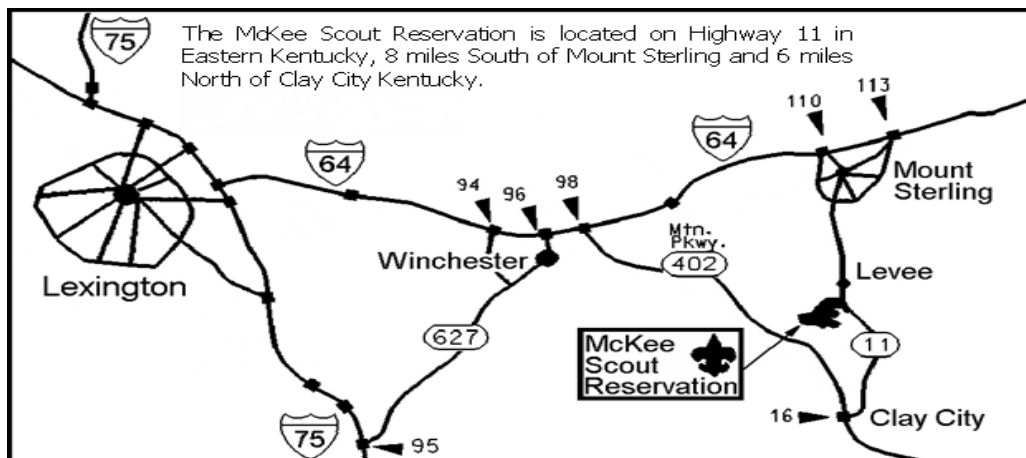 75
The McKee Scout Reservation is located on Highway 11 in
Eastern Kentucky, 8 miles South of Mount Sterling and 6 miles
North of Clay City Kentucky.
110
113
64
64
Mount
Sterling
94
96
98
Mtn.
Pkwy.
402
Winchester
Levee
Lexington
627
McKee
Scout
Reservation
11
16
Clay City
75
95